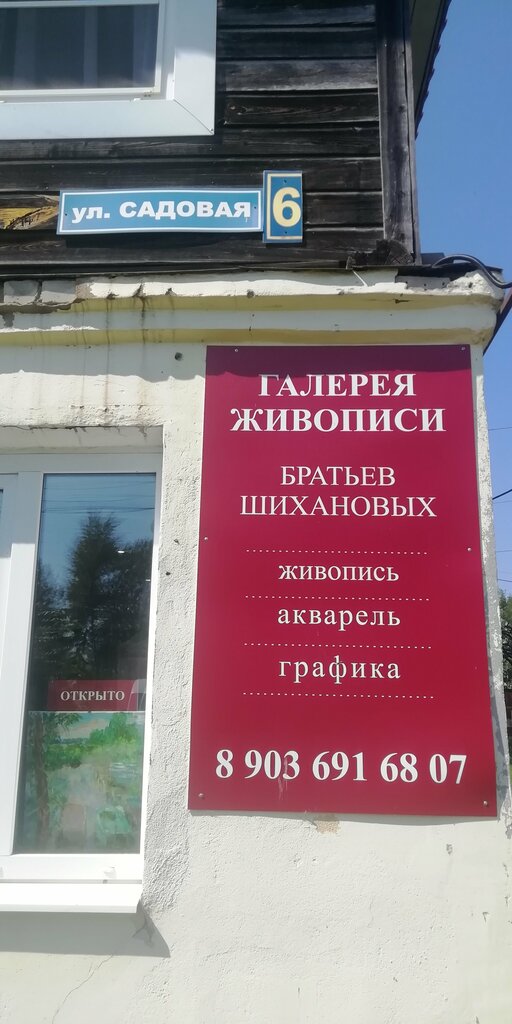 ул. САДОВАЯ 6
ГАЛЕРЕЯ
ЖИВОПИСИ
БРАТЬЕВ
ШИХАНОВЫХ
живопись
акварель
графика
8 903 691 68 07
ОТКРЫТО